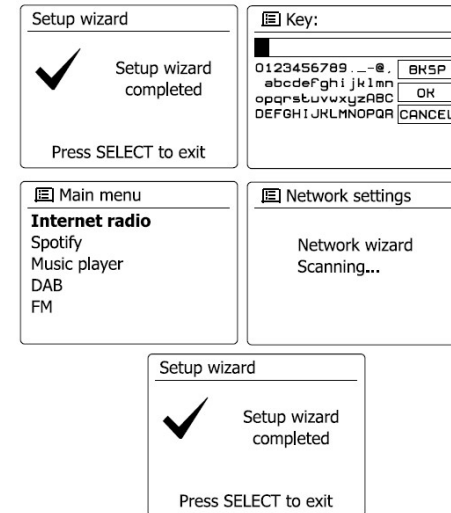 Setup wizard
Setup wizard
completed
Press SELECT to exit
Key:
0123456789._-@,
BKSP
abcdefghijklmn
opqrstuvwxyzABC
OK
DEFGHIJKLMNOPQR
CANCEL
Main menu
Internet radio
Spotify
Music player
DAB
FM
Network settings
Network wizard
Scanning...
Setup wizard
Setup wizard
completed
Press SELECT to exit